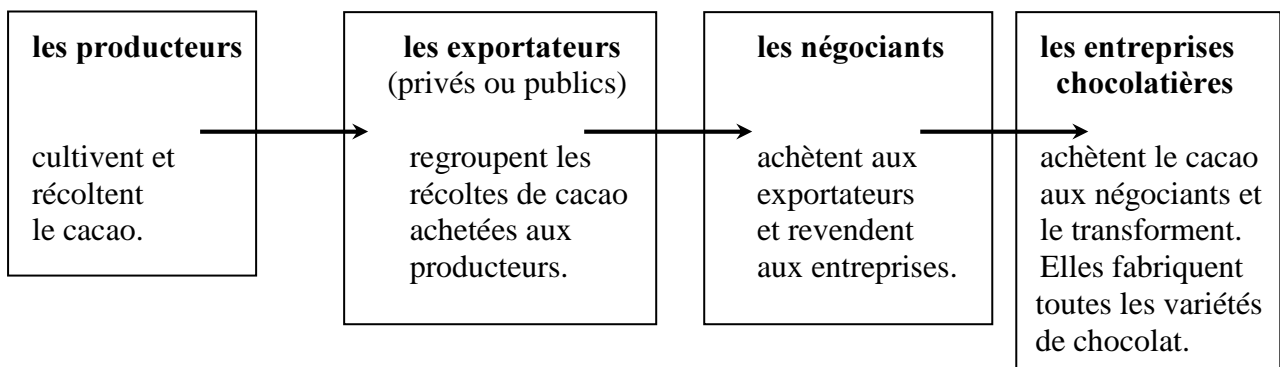 les producteurs
cultivent et
récoltent
le cacao.
les exportateurs
(privés ou publics)
regroupent les
récoltes de cacao
achetées aux
producteurs.
les négociants
achètent aux
exportateurs
et revendent
aux entreprises.
les entreprises
chocolatières
achètent le cacao
aux négociants et
le transforment.
Elles fabriquent
toutes les variétés
de chocolat.